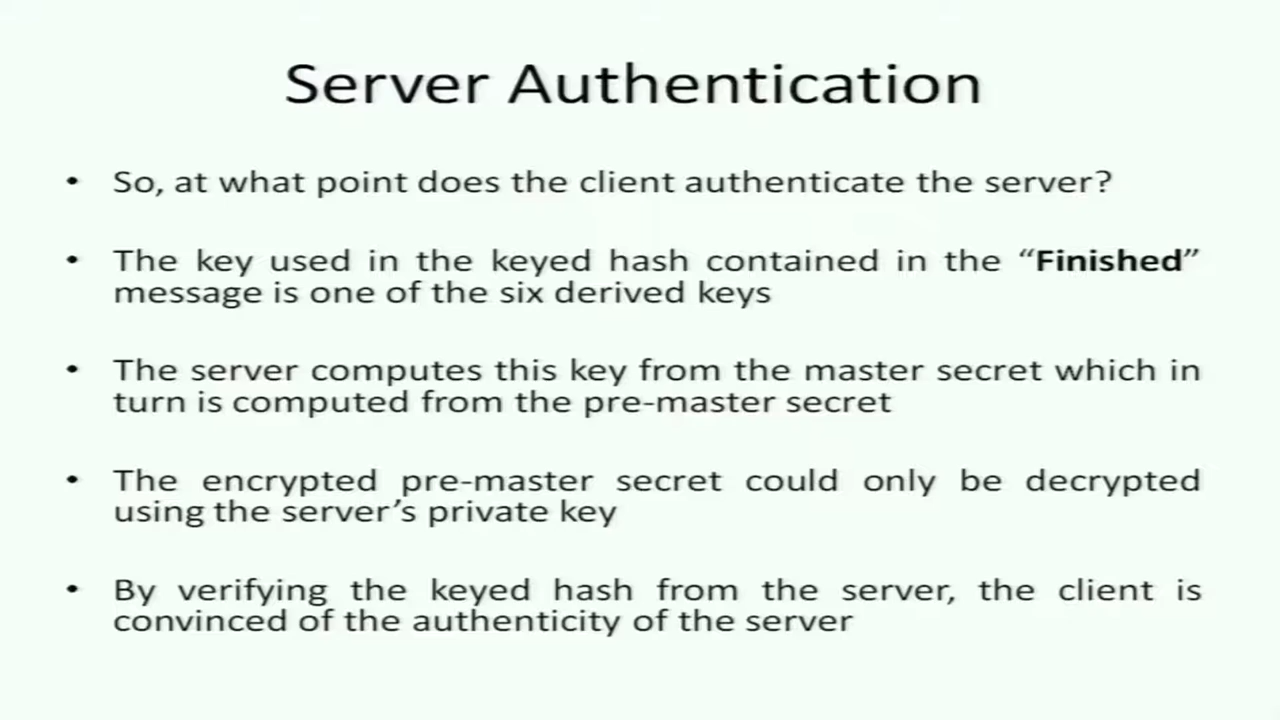 Server Authentication
• So, at what point does the client authenticate the server?
• The key used in the keyed hash contained in the “Finished”
message is one of the six derived keys
• The server computes this key from the master secret which in
turn is computed from the pre-master secret
• The encrypted pre-master secret could only be decrypted
using the server’s private key
• By verifying the keyed hash from the server, the client is
convinced of the authenticity of the server